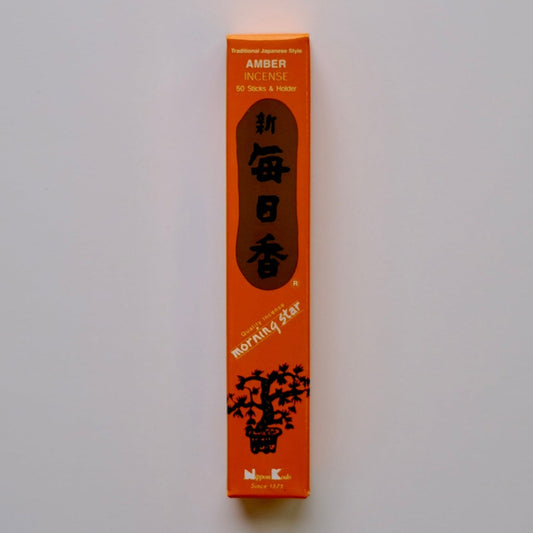 Traditional Japanese Style
AMBER
INCENSE
50 Sticks & Holder
新
毎
日
香
R
Quality Incense
morning star
Nippon Kodo
Since 1575